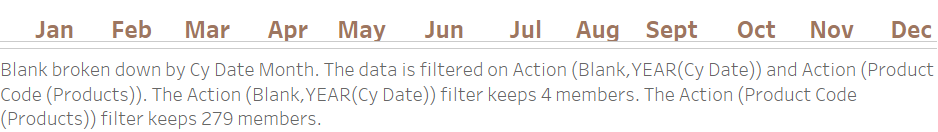 Jan Feb Mar Apr May Jun Jul Aug Sept Oct Nov Dec
Blank broken down by Cy Date Month. The data is filtered on Action (Blank,YEAR(Cy Date)) and Action (Product
Code (Products)). The Action (Blank,YEAR(Cy Date)) filter keeps 4 members. The Action (Product Code
(Products)) filter keeps 279 members.